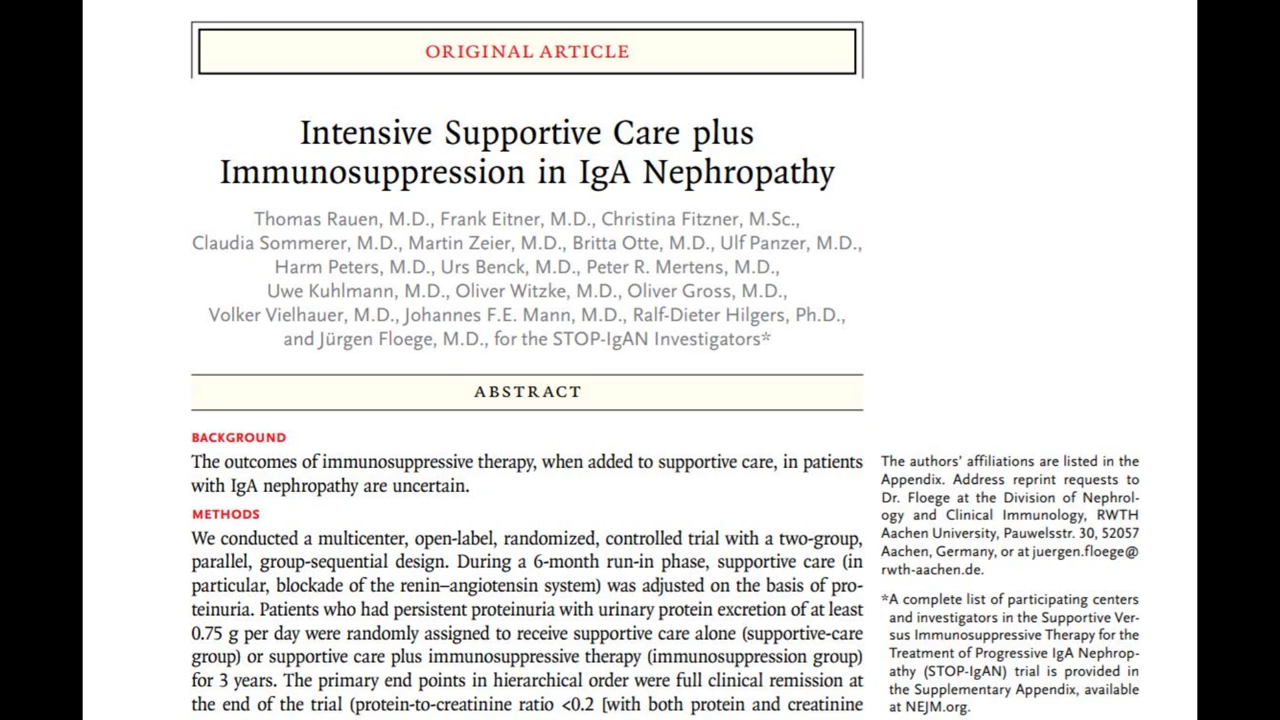 ORIGINAL ARTICLE
Intensive Supportive Care plus
Immunosuppression in IgA Nephropathy
Thomas Rauen, M.D., Frank Eitner, M.D., Christina Fitzner, M.Sc.,
Claudia Sommerer, M.D., Martin Zeier, M.D., Britta Otte, M.D., Ulf Panzer, M.D.,
Harm Peters, M.D., Urs Benck, M.D., Peter R. Mertens, M.D.,
Uwe Kuhlmann, M.D., Oliver Witzke, M.D., Oliver Gross, M.D.,
Volker Vielhauer, M.D., Johannes F.E. Mann, M.D., Ralf-Dieter Hilgers, Ph.D.,
and Jürgen Floege, M.D., for the STOP-IgAN Investigators*
ABSTRACT
BACKGROUND
The outcomes of immunosuppressive therapy, when added to supportive care, in patients
with IgA nephropathy are uncertain.
METHODS
We conducted a multicenter, open-label, randomized, controlled trial with a two-group,
parallel, group-sequential design. During a 6-month run-in phase, supportive care (in
particular, blockade of the renin–angiotensin system) was adjusted on the basis of pro-
teinuria. Patients who had persistent proteinuria with urinary protein excretion of at least
0.75 g per day were randomly assigned to receive supportive care alone (supportive-care
group) or supportive care plus immunosuppressive therapy (immunosuppression group)
for 3 years. The primary end points in hierarchical order were full clinical remission at
the end of the trial (protein-to-creatinine ratio <0.2 [with both protein and creatinine
The authors' affiliations are listed in the
Appendix. Address reprint requests to
Dr. Floege at the Division of Nephrol-
ogy and Clinical Immunology, RWTH
Aachen University, Pauwelsstr. 30, 52057
Aachen, Germany, or at juergen.floege@
rwth-aachen.de.
*A complete list of participating centers
and investigators in the Supportive Ver-
sus Immunosuppressive Therapy for the
Treatment of Progressive IgA Nephrop-
athy (STOP-IgAN) trial is provided in
the Supplementary Appendix, available
at NEJM.org.